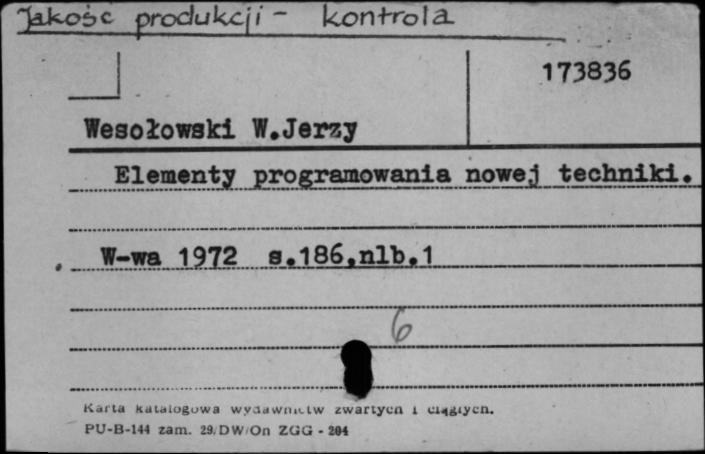 Jakość produkcji - kontrola
173836
Wesołowski W.Jerzy
Elementy programowania nowej techniki.
W-wa 1972 s.186,nlb.1
6
Karta katalogowa wydawnictw zwartych i ciągłych.
PU-B-144 zam. 29/DW/On ZGG - 204